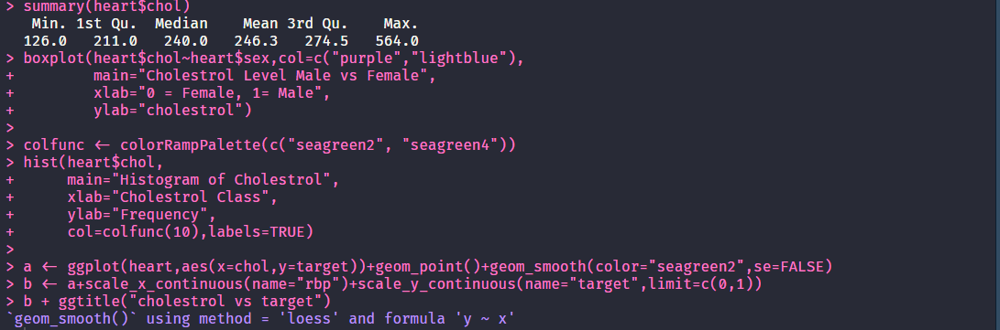 > summary(heart$chol)
   Min. 1st Qu.  Median    Mean 3rd Qu.    Max.
  126.0   211.0   240.0   246.3   274.5   564.0
> boxplot(heart$chol~heart$sex,col=c("purple","lightblue"),
+         main="Cholestrol Level Male vs Female",
+         xlab="0 = Female, 1= Male",
+         ylab="cholestrol")
>
> colfunc <- colorRampPalette(c("seagreen2", "seagreen4"))
> hist(heart$chol,
+      main="Histogram of Cholestrol",
+      xlab="Cholestrol Class",
+      ylab="Frequency",
+      col=colfunc(10),labels=TRUE)
>
> a <- ggplot(heart,aes(x=chol,y=target))+geom_point()+geom_smooth(color="seagreen2",se=FALSE)
> b <- a+scale_x_continuous(name="rbp")+scale_y_continuous(name="target",limit=c(0,1))
> b + ggtitle("cholestrol vs target")
`geom_smooth()` using method = 'loess' and formula 'y ~ x'